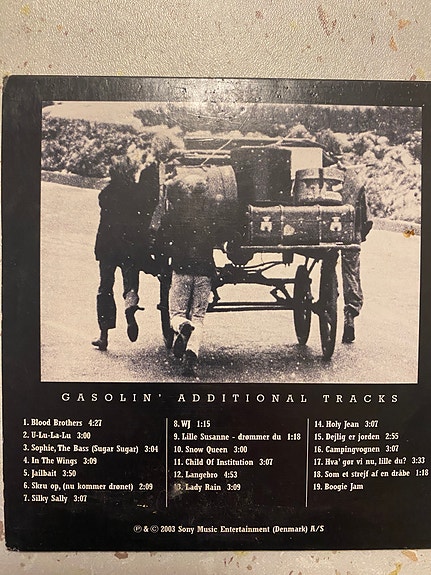 GASOLIN' ADDITIONAL TRACKS
1. Blood Brothers 4:27
2. U-Lu-La-Lu 3:00
3. Sophie, The Bass (Sugar Sugar) 3:04
4. In The Wings 3:09
5. Jailbait 3:50
6. Skru op, (nu kommer drønet) 2:09
7. Silky Sally 3:07
8. WJ 1:15
9. Lille Susanne - drømmer du 1:18
10. Snow Queen 3:00
11. Child Of Institution 3:07
12. Langebro 4:53
13. Lady Rain 3:09
14. Holy Jean 3:07
15. Dejlig er jorden 2:55
16. Campingvognen 3:07
17. Hva' gør vi nu, lille du? 3:33
18. Som et strejf af en dråbe 1:18
19. Boogie Jam
℗ & © 2003 Sony Music Entertainment (Denmark) A/S